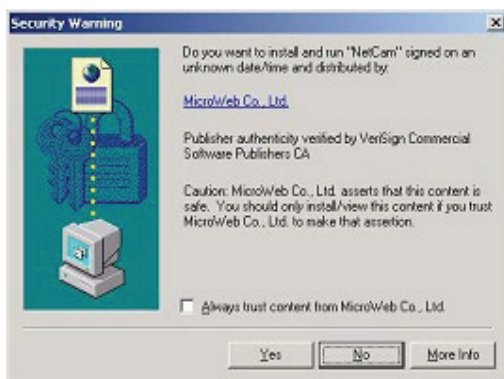 Security Warning
Do you want to install and run "NetCam" signed on an
unknown date/time and distributed by:
MicroWeb Co., Ltd.
Publisher authenticity verified by VeriSign Commercial
Software Publishers CA
Caution: MicroWeb Co., Ltd. asserts that this content is
safe. You should only install/view this content if you trust
MicroWeb Co., Ltd. to make that assertion.
Always trust content from MicroWeb Co., Ltd.
Yes
No
More Info